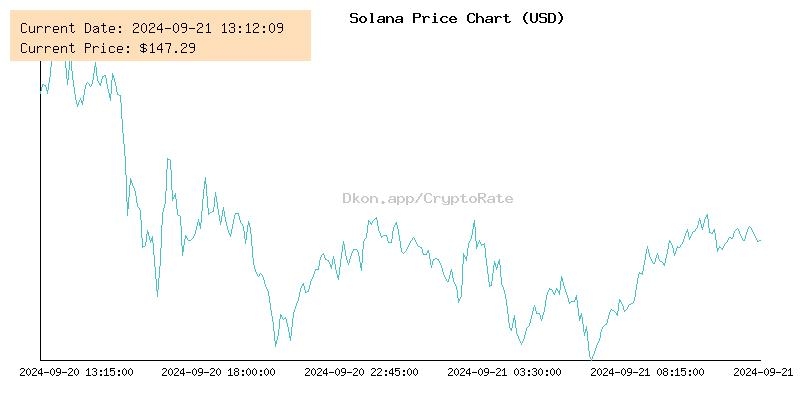 Solana Price Chart (USD)
Current Date: 2024-09-21 13:12:09
Current Price: $147.29
Dkon.app/CryptoRate
2024-09-20 13:15:00 2024-09-20 18:00:00 2024-09-20 22:45:00 2024-09-21 03:30:00 2024-09-21 08:15:00 2024-09-21